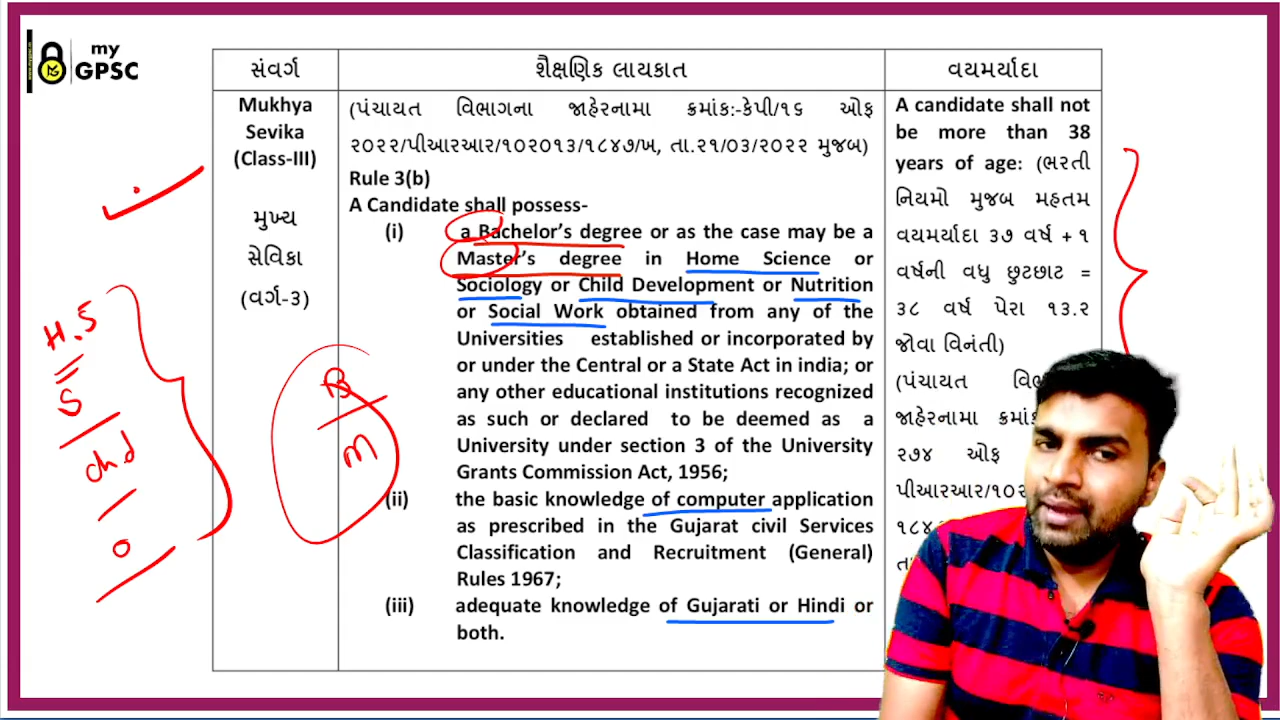 my
GPSC
સંવર્ગ
શૈક્ષણિક લાયકાત
વયમર્યાદા
Mukhya
Sevika
(Class-III)
મુખ્ય
સેવિકા
(વર્ગ-૩)
(પંચાયત વિભાગના જાહેરનામા ક્રમાંક:-કેપી/૧૬ ઓફ
૨૦૨૨/પીઆરઆર/૧૦૨૦૧૩/૧૮૪૭/ખ, તા.૨૧/૦૩/૨૦૨૨ મુજબ)
Rule 3(b)
A Candidate shall possess-
(i) a Bachelor's degree or as the case may be a
Master's degree in Home Science or
Sociology or Child Development or Nutrition
or Social Work obtained from any of the
Universities established or incorporated by
or under the Central or a State Act in india; or
any other educational institutions recognized
as such or declared to be deemed as a
University under section 3 of the University
Grants Commission Act, 1956;
(ii) the basic knowledge of computer application
as prescribed in the Gujarat civil Services
Classification and Recruitment (General)
Rules 1967;
(iii) adequate knowledge of Gujarati or Hindi or
both.
A candidate shall not
be more than 38
years of age: (ભરતી
નિયમો મુજબ મહતમ
વયમર્યાદા ૩૭ વર્ષ + ૧
વર્ષની વધુ છુટછાટ =
૩૮ વર્ષ પેરા ૧૩.૨
જોવા વિનંતી)
(પંચાયત
જાહેરનામા
૨૭૪ ઓફ
H.S
S
ch.d
B
M